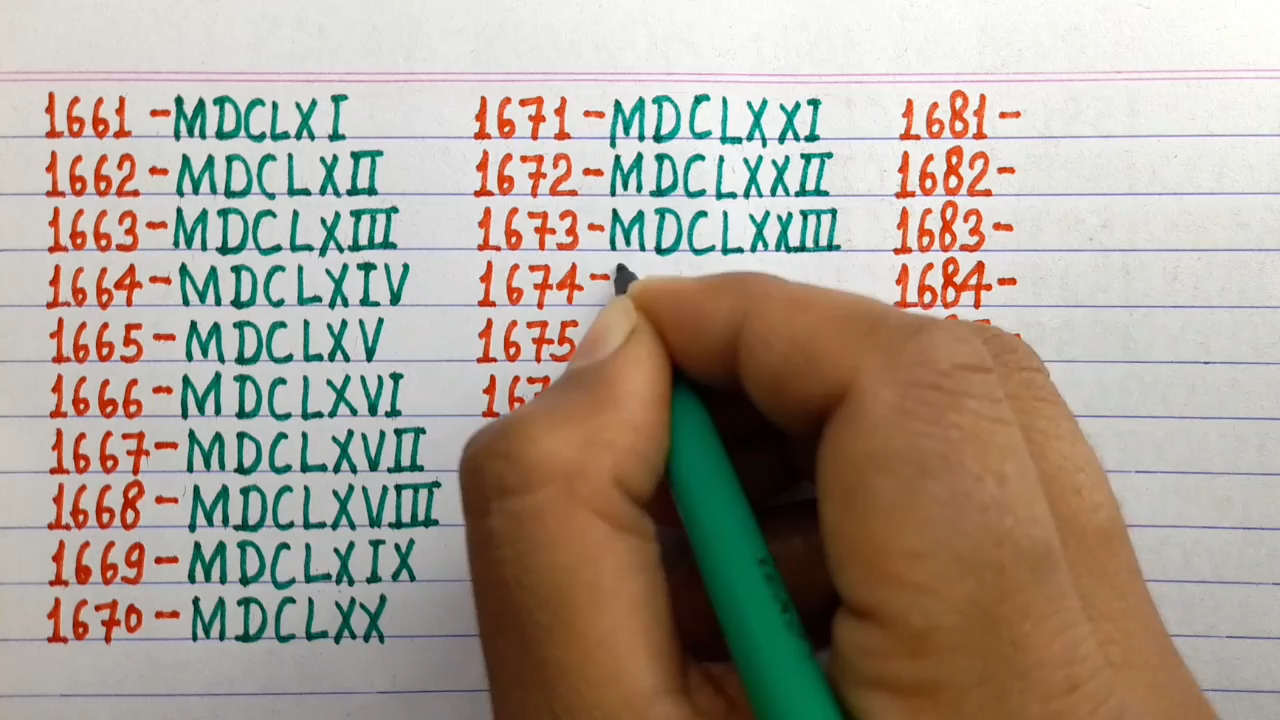 1661 - MDCLXI
1662 - MDCLXII
1663 - MDCLXIII
1664 - MDCLXIV
1665 - MDCLXV
1666 - MDCLXVI
1667 - MDCLXVII
1668 - MDCLXVIII
1669 - MDCLXIX
1670 - MDCLXX
1671 - MDCLXXI
1672 - MDCLXXII
1673 - MDCLXXIII
1674 -
1675
1681 -
1682 -
1683 -
1684 -